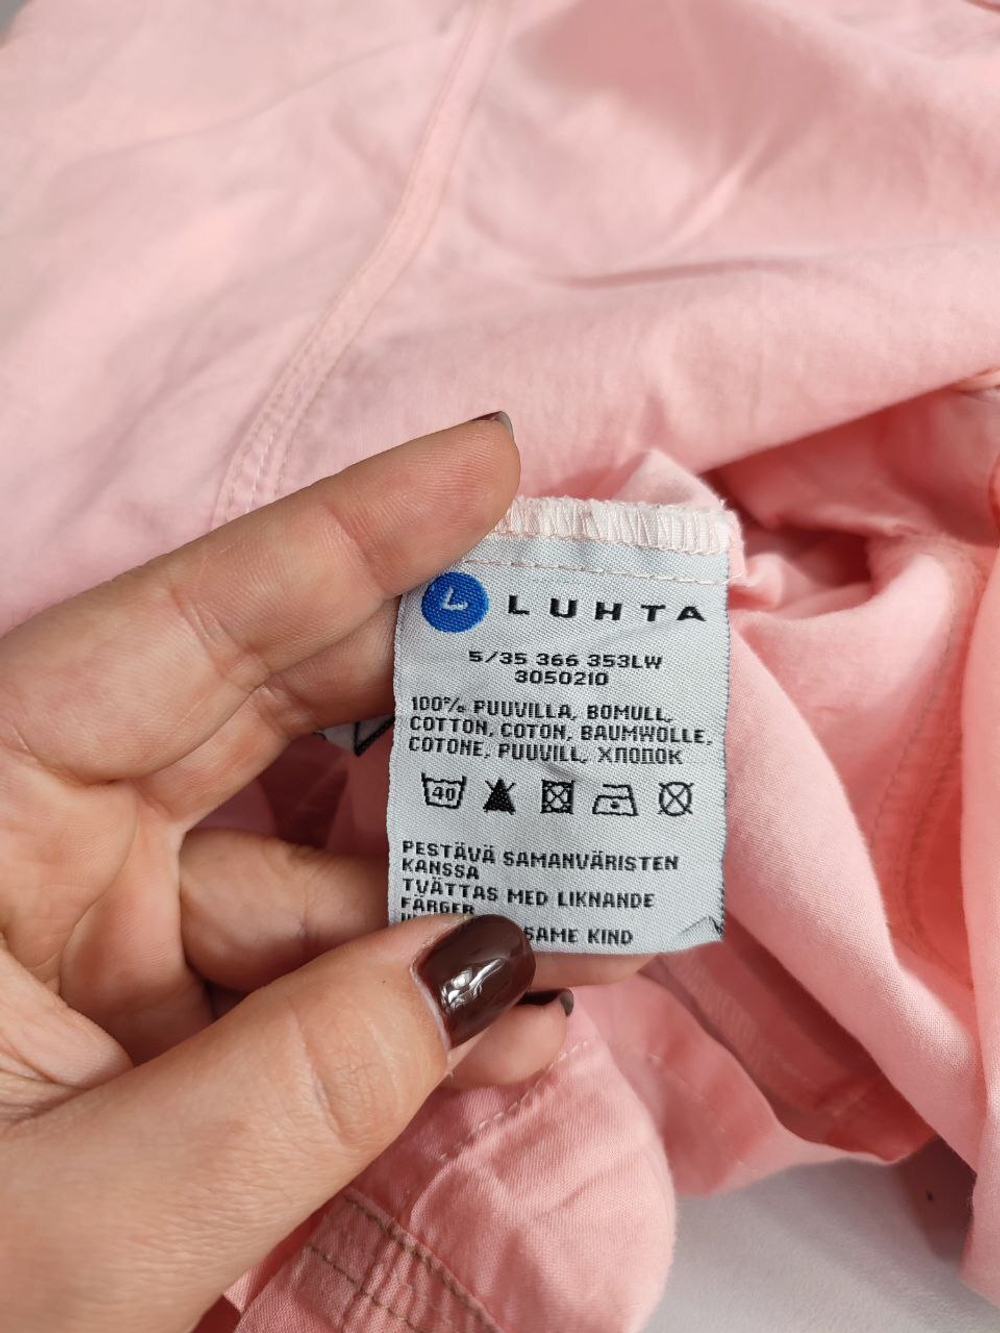 L LUHTA
5/35 366 353LW
3050210
100% PUUVILLA, BOMULL,
COTTON, COTON, BAUMWOLLE,
COTONE, PUUVILL, ХЛОПОК
40
PESTÄVÄ SAMANVÄRISTEN
KANSSA
TVÄTTAS MED LIKNANDE
FÄRGER
SAME KIND